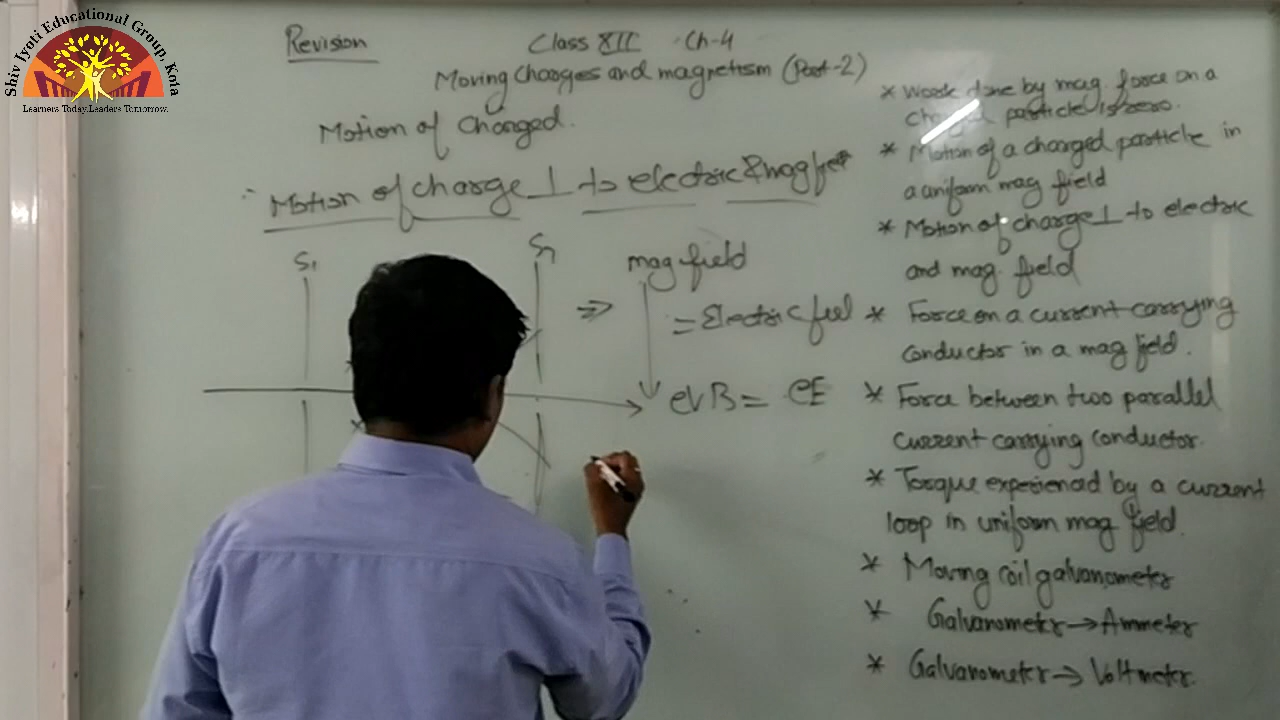 Shiv Jyoti Educational Group, Kota
Learners Today.Leaders Tomorrow.
Revision
Class XII Ch-4
Moving Charges and magnetism (Part-2)
Motion of Charged.
Motion of charge ⊥ to electric & mag fie
S1
S2
mag field
= Electric fiel
evB = eE
* Work done by mag. force on a
charged particle is zero.
* Motion of a charged particle in
a uniform mag field
* Motion of charge ⊥ to electric
and mag. field
* Force on a current carrying
conductor in a mag field.
* Force between two parallel
current carrying conductor.
* Torque experienced by a current
loop in uniform mag field.
* Moving coil galvanometer
* Galvanometer → Ammeter
* Galvanometer → Voltmeter.